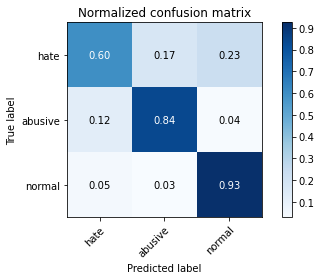 Normalized confusion matrix
True label
hate 0.60 0.17 0.23
abusive 0.12 0.84 0.04
normal 0.05 0.03 0.93
hate abusive normal
Predicted label
0.9
0.8
0.7
0.6
0.5
0.4
0.3
0.2
0.1